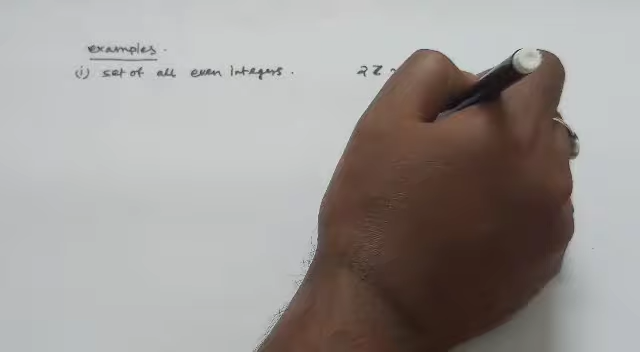 examples.
(i) set of all even integers. 2Z